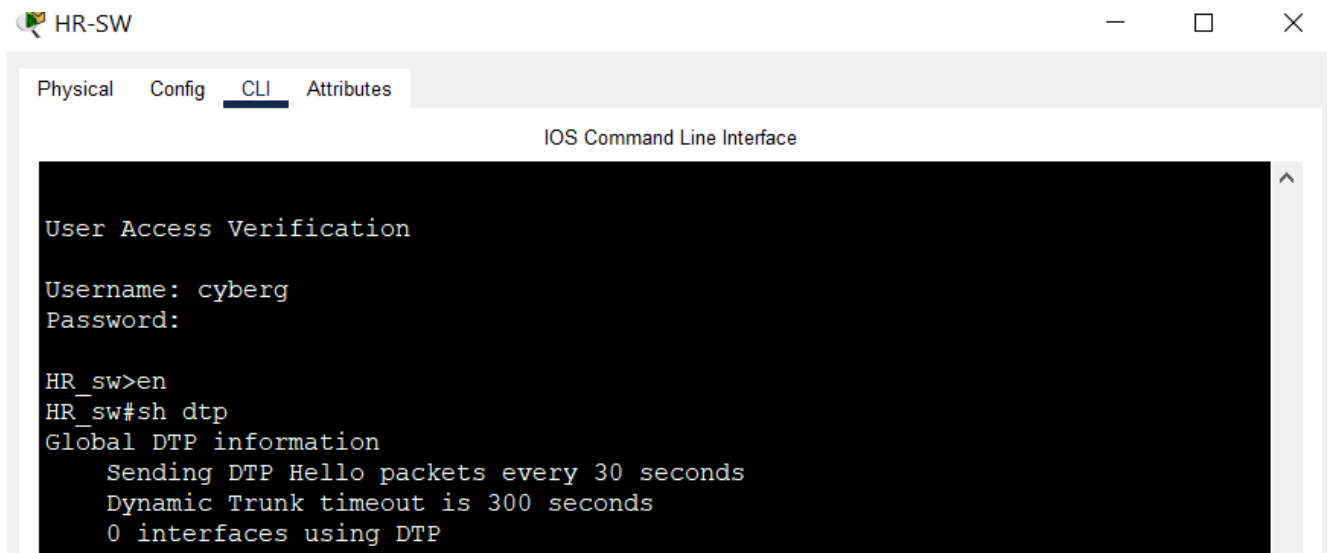 HR-SW
Physical Config CLI Attributes
IOS Command Line Interface
User Access Verification
Username: cyberg
Password:
HR_sw>en
HR_sw#sh dtp
Global DTP information
Sending DTP Hello packets every 30 seconds
Dynamic Trunk timeout is 300 seconds
0 interfaces using DTP